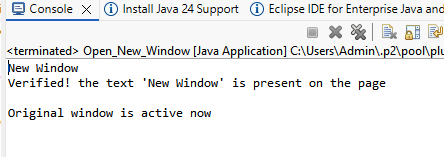 Console
Install Java 24 Support
Eclipse IDE for Enterprise Java and
<terminated> Open_New_Window [Java Application] C:\Users\Admin\.p2\pool\plu
New Window
Verified! the text 'New Window' is present on the page
Original window is active now